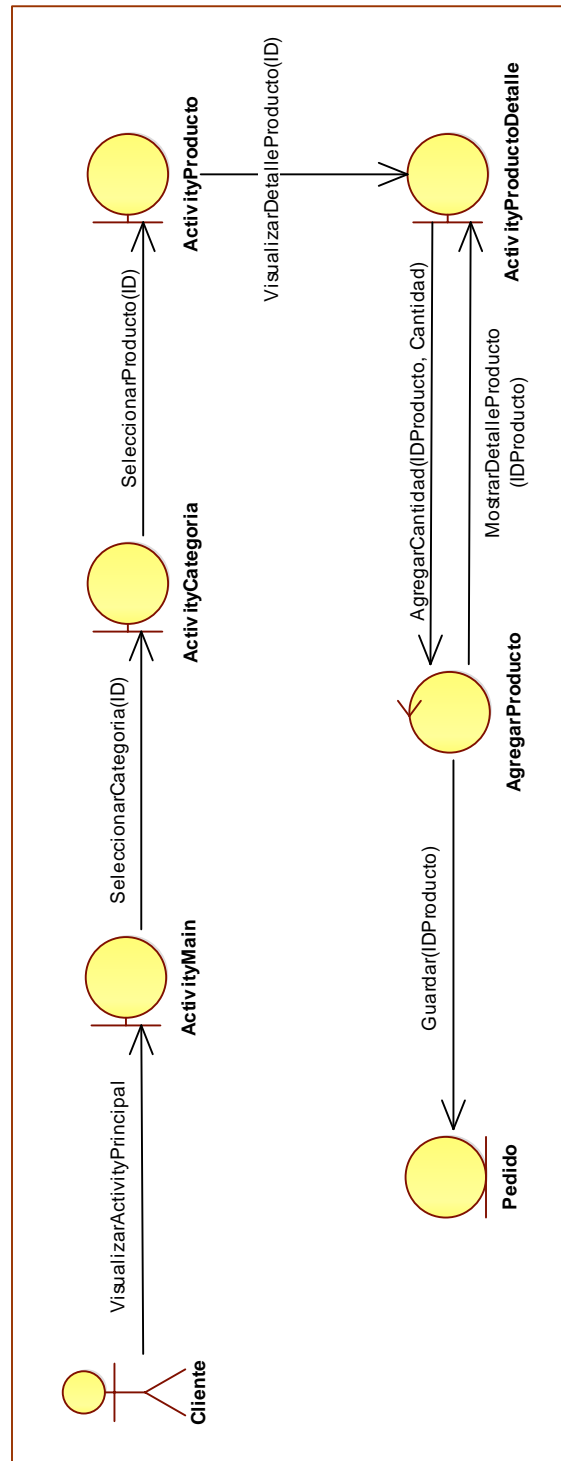 Cliente
VisualizarActivityPrincipal
ActivityMain
SeleccionarCategoria(ID)
ActivityCategoria
SeleccionarProducto(ID)
ActivityProducto
VisualizarDetalleProducto(ID)
ActivityProductoDetalle
AgregarCantidad(IDProducto, Cantidad)
MostrarDetalleProducto
(IDProducto)
AgregarProducto
Guardar(IDProducto)
Pedido